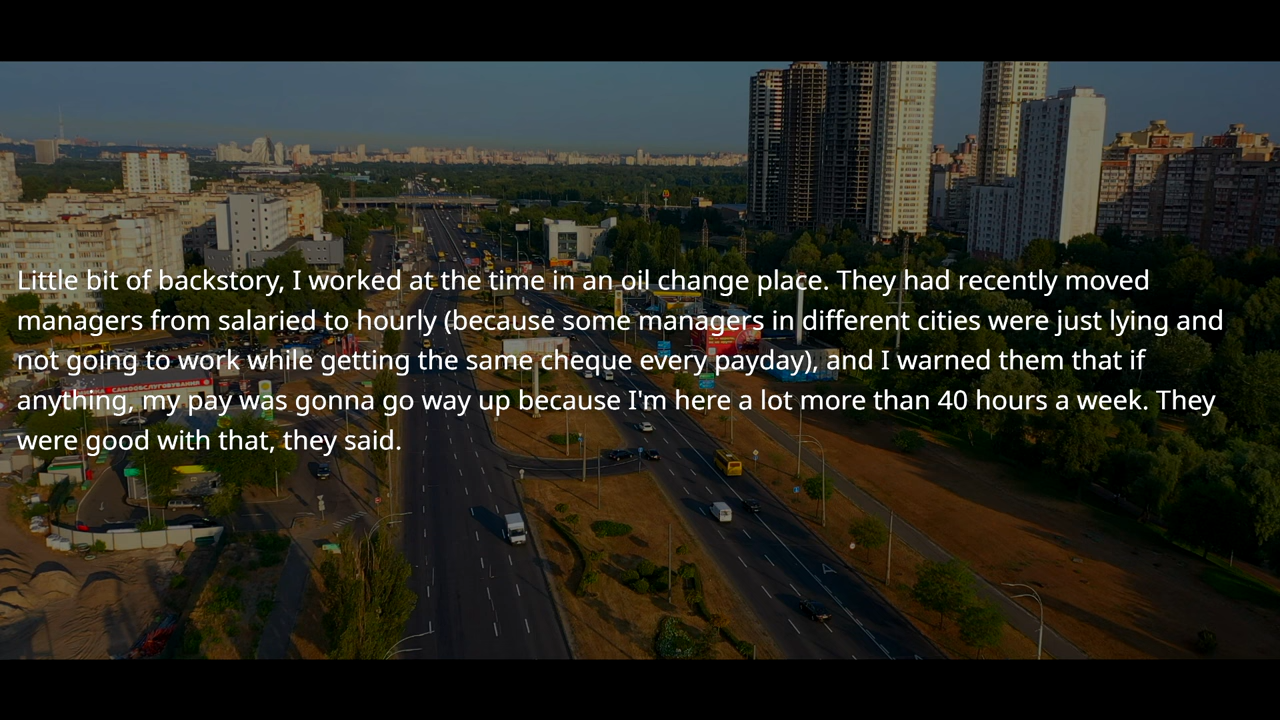 Little bit of backstory, I worked at the time in an oil change place. They had recently moved
managers from salaried to hourly (because some managers in different cities were just lying and
not going to work while getting the same cheque every payday), and I warned them that if
anything, my pay was gonna go way up because I'm here a lot more than 40 hours a week. They
were good with that, they said.
САМООБСЛУГОВУВАННЯ